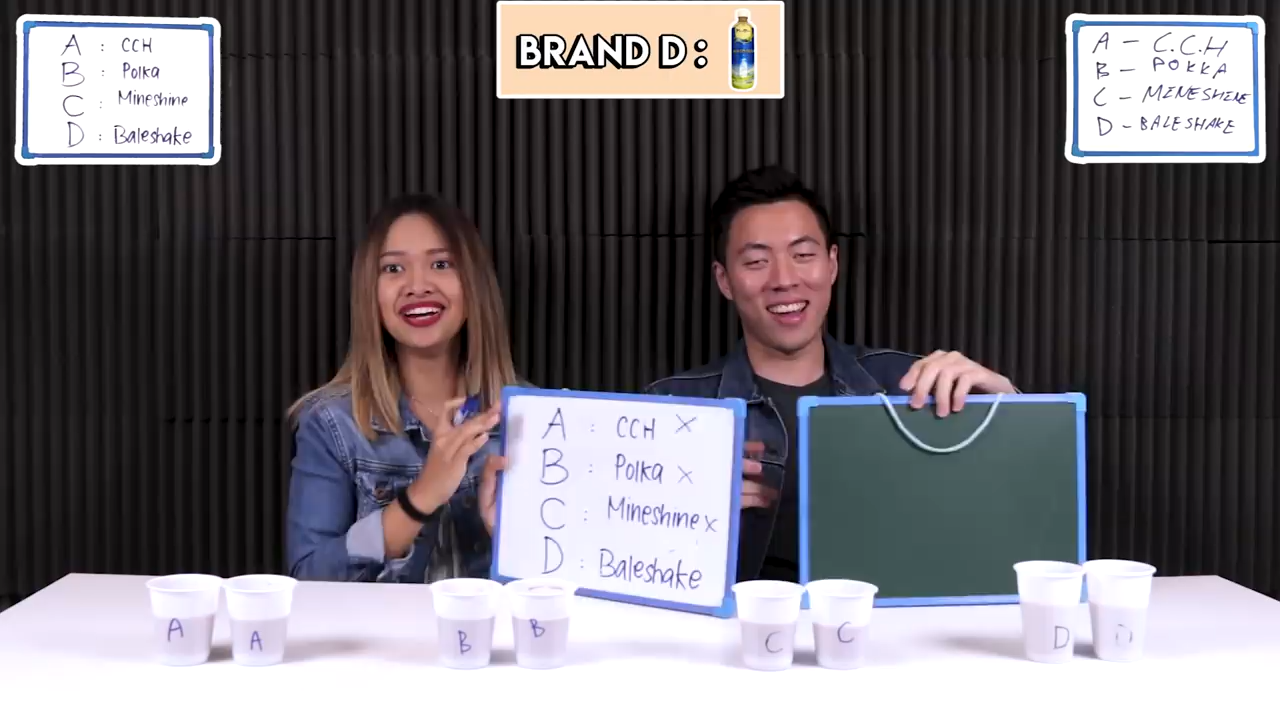 A : CCH
B : Polka
C : Mineshine
D : Baleshake
BRAND D :
A - C.C.H
B - POKKA
C - MINESHINE
D - BALESHAKE
A : CCH X
B : Polka X
C : Mineshine X
D : Baleshake
A
A
B
B
C
C
D
D